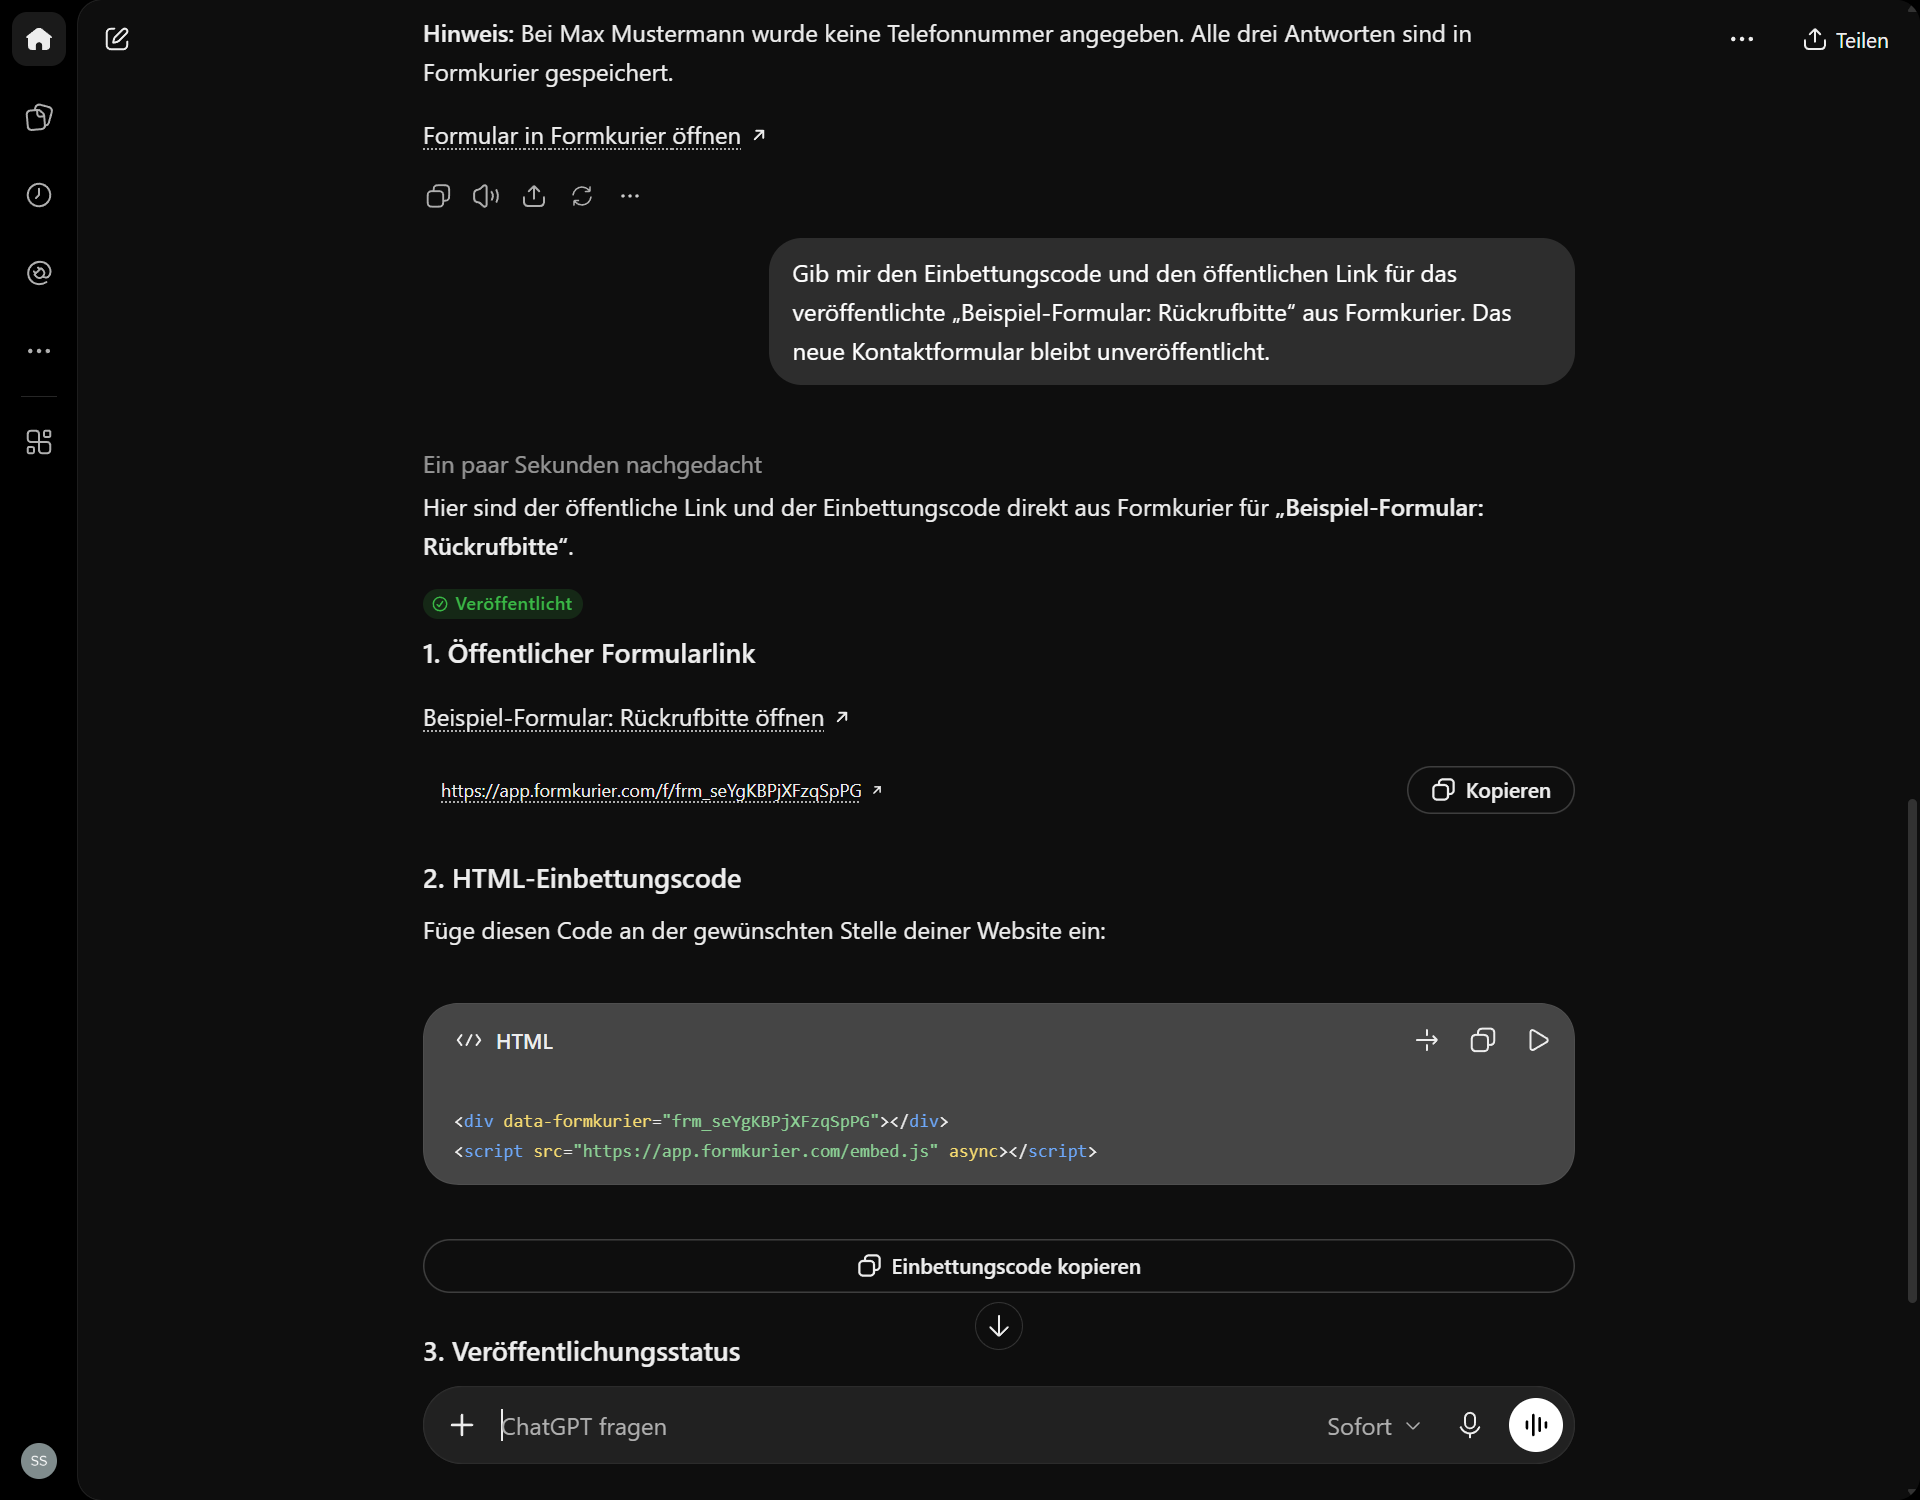 Hinweis: Bei Max Mustermann wurde keine Telefonnummer angegeben. Alle drei Antworten sind in
Formkurier gespeichert.
Teilen
Formular in Formkurier öffnen
Gib mir den Einbettungscode und den öffentlichen Link für das
veröffentlichte „Beispiel-Formular: Rückrufbitte“ aus Formkurier. Das
neue Kontaktformular bleibt unveröffentlicht.
Ein paar Sekunden nachgedacht
Hier sind der öffentliche Link und der Einbettungscode direkt aus Formkurier für „Beispiel-Formular:
Rückrufbitte“.
Veröffentlicht
1. Öffentlicher Formularlink
Beispiel-Formular: Rückrufbitte öffnen
https://app.formkurier.com/f/frm_seYgKBPjXFzqSpPG
Kopieren
2. HTML-Einbettungscode
Füge diesen Code an der gewünschten Stelle deiner Website ein:
HTML
<div data-formkurier="frm_seYgKBPjXFzqSpPG"></div>
<script src="https://app.formkurier.com/embed.js" async></script>
Einbettungscode kopieren
3. Veröffentlichungsstatus
ChatGPT fragen
Sofort
SS